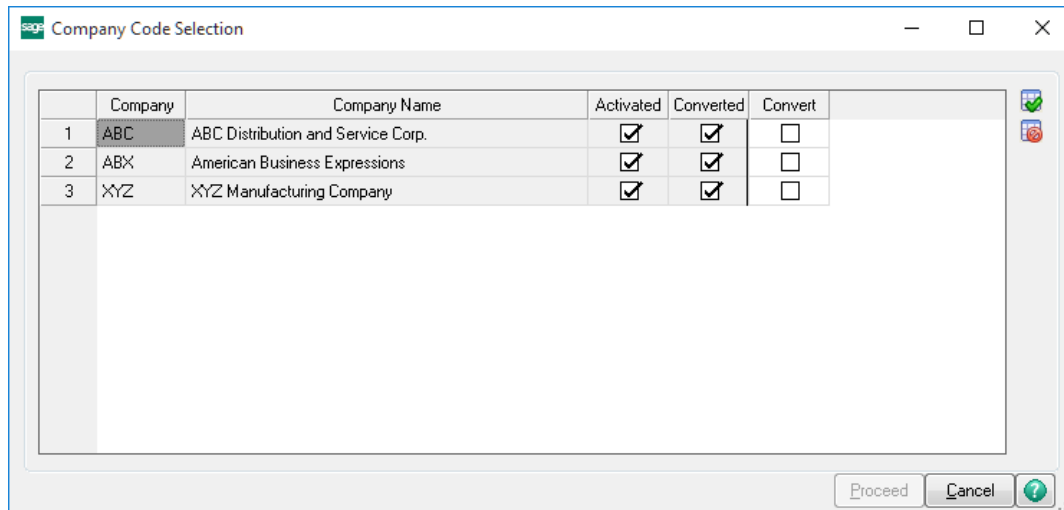 sage Company Code Selection
Company Company Name Activated Converted Convert
1 ABC ABC Distribution and Service Corp.
2 ABX American Business Expressions
3 XYZ XYZ Manufacturing Company
Proceed Cancel ?